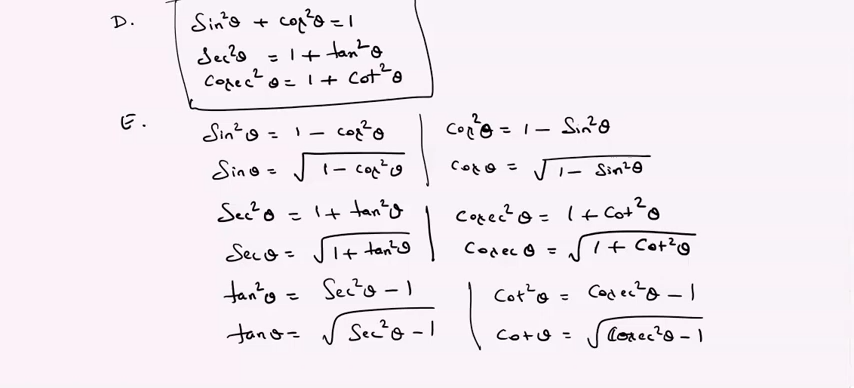 D. Sin²θ + cos²θ = 1
Sec²θ = 1 + tan²θ
Cosec²θ = 1 + Cot²θ
E. Sin²θ = 1 - cos²θ | Cos²θ = 1 - Sin²θ
Sinθ = √(1 - cos²θ) | Cosθ = √(1 - Sin²θ)
Sec²θ = 1 + tan²θ | Cosec²θ = 1 + Cot²θ
Secθ = √(1 + tan²θ) | Cosecθ = √(1 + Cot²θ)
tan²θ = Sec²θ - 1 | Cot²θ = Cosec²θ - 1
tanθ = √(Sec²θ - 1) | Cotθ = √(Cosec²θ - 1)